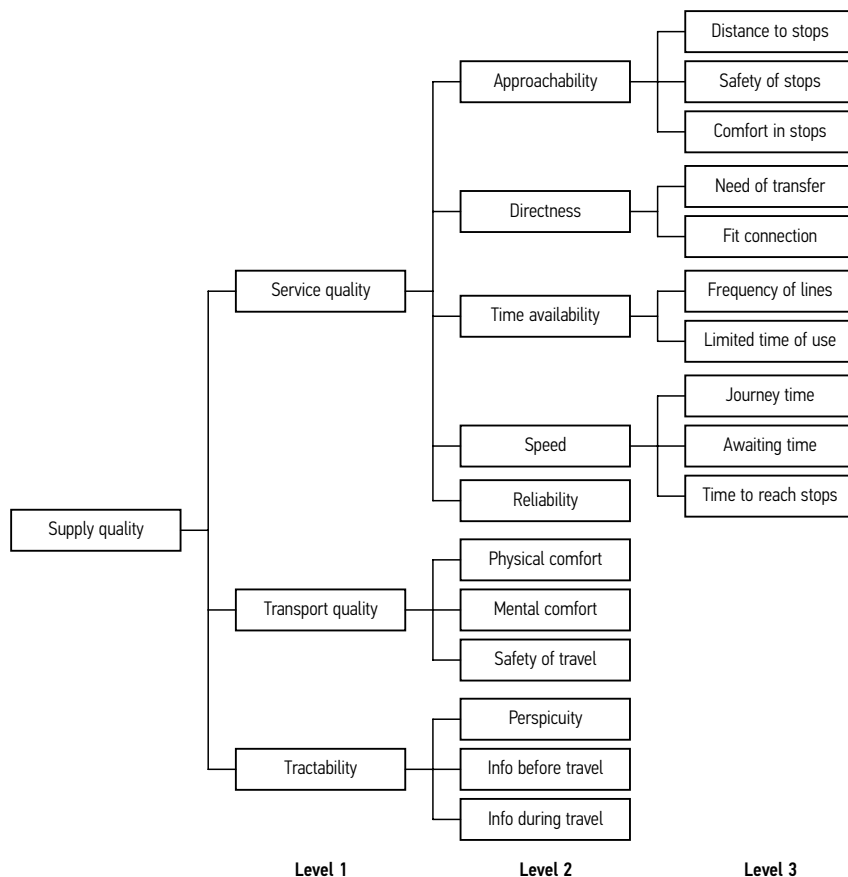 Distance to stops
Approachability
Safety of stops
Comfort in stops
Need of transfer
Directness
Fit connection
Service quality
Frequency of lines
Time availability
Limited time of use
Journey time
Speed
Awaiting time
Reliability
Time to reach stops
Supply quality
Physical comfort
Transport quality
Mental comfort
Safety of travel
Perspicuity
Tractability
Info before travel
Info during travel
Level 1
Level 2
Level 3